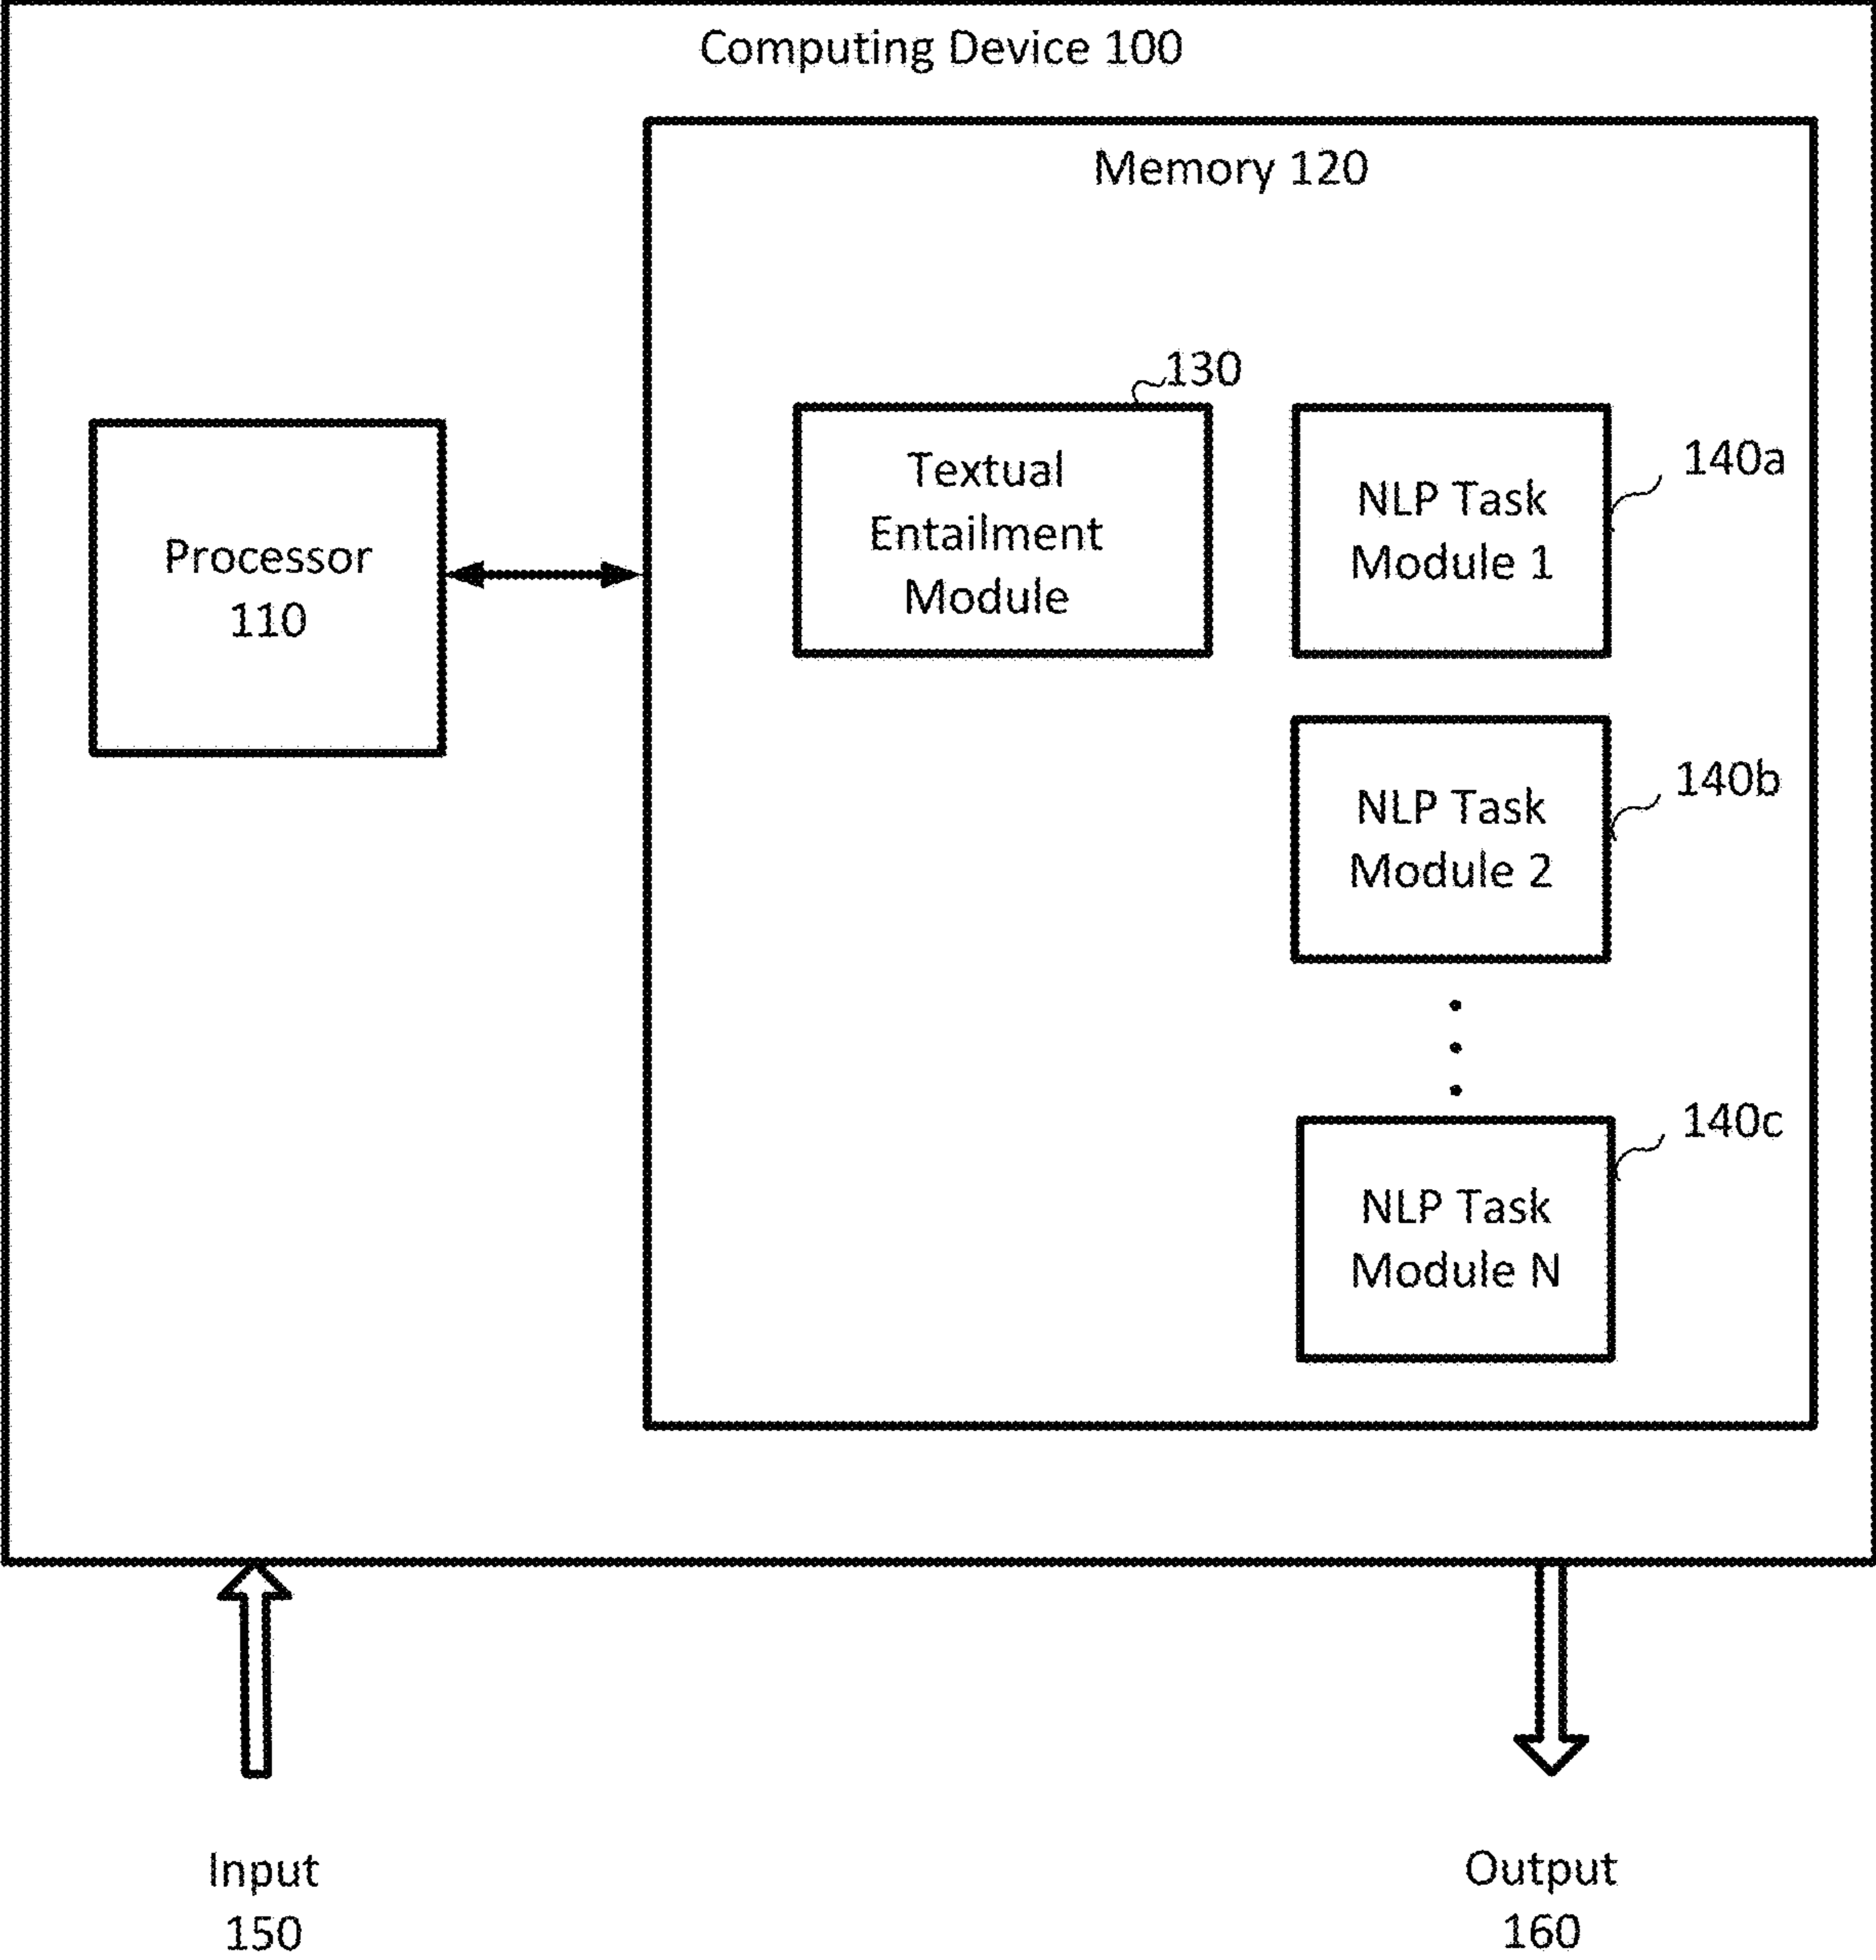 Computing Device 100
Memory 120
130
Textual
Entailment
Module
140a
NLP Task
Module 1
Processor
110
140b
NLP Task
Module 2
140c
NLP Task
Module N
Input
150
Output
160